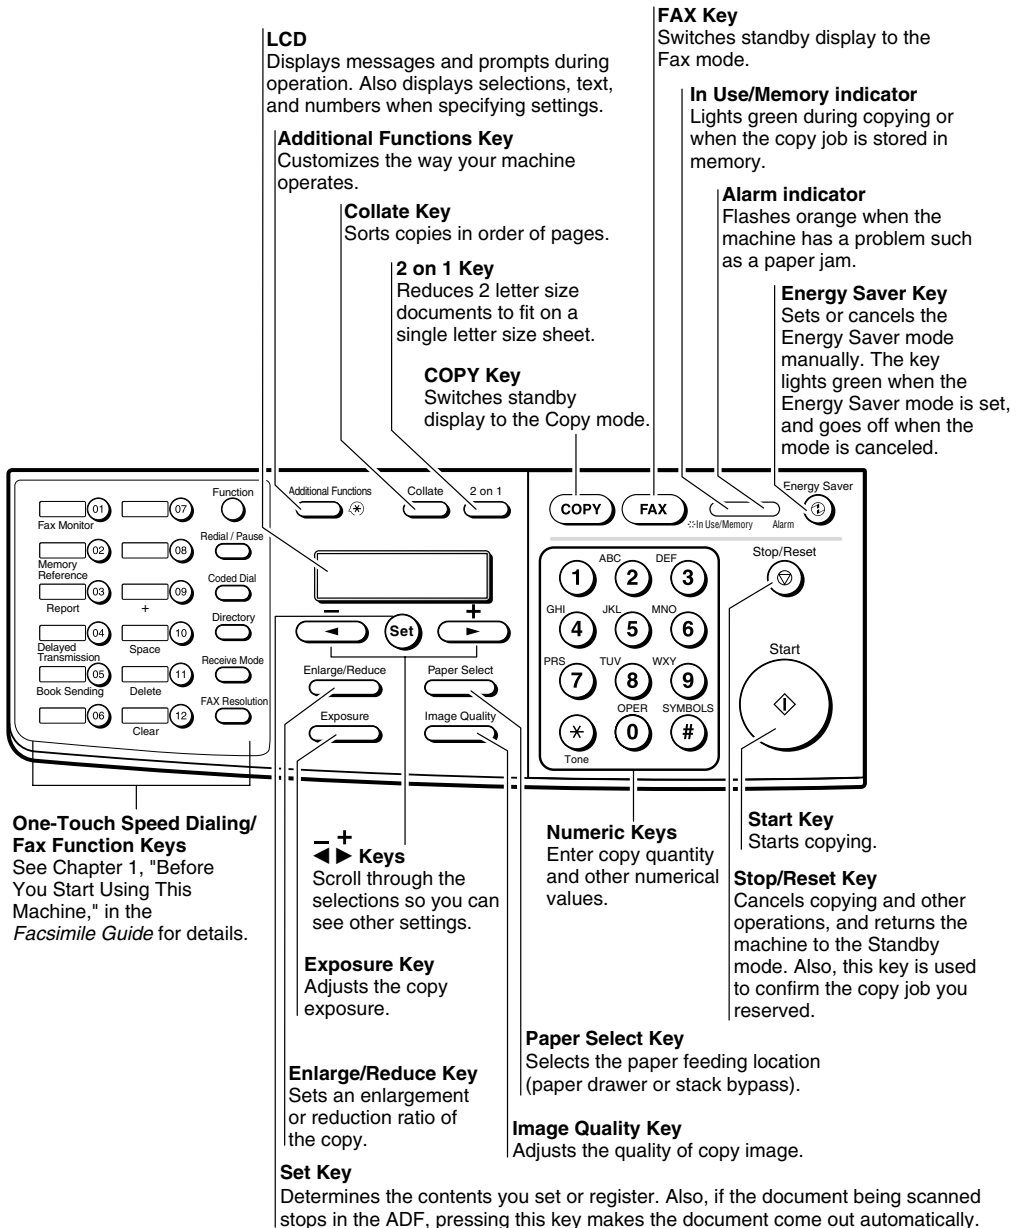 FAX Key
Switches standby display to the
Fax mode.
LCD
Displays messages and prompts during
operation. Also displays selections, text,
and numbers when specifying settings.
In Use/Memory indicator
Lights green during copying or
when the copy job is stored in
memory.
Additional Functions Key
Customizes the way your machine
operates.
Alarm indicator
Flashes orange when the
machine has a problem such
as a paper jam.
Collate Key
Sorts copies in order of pages.
2 on 1 Key
Reduces 2 letter size
documents to fit on a
single letter size sheet.
Energy Saver Key
Sets or cancels the
Energy Saver mode
manually. The key
lights green when the
Energy Saver mode is set,
and goes off when the
mode is canceled.
COPY Key
Switches standby
display to the Copy mode.
01
Fax Monitor
02
Memory
Reference
03
Report
04
Delayed
Transmission
05
Book Sending
06
07
08
09
+
10
Space
11
Delete
12
Clear
Function
Redial / Pause
Coded Dial
Directory
Receive Mode
FAX Resolution
Additional Functions
Collate
2 on 1
− +
◄ Set ►
Enlarge/Reduce
Paper Select
Exposure
Image Quality
COPY
FAX
In Use/Memory
Alarm
Energy Saver
ABC DEF
1 2 3
GHI JKL MNO
4 5 6
PRS TUV WXY
7 8 9
OPER SYMBOLS
* 0 #
Tone
Stop/Reset
Start
One-Touch Speed Dialing/
Fax Function Keys
See Chapter 1, "Before
You Start Using This
Machine," in the
Facsimile Guide for details.
− +
◄ ► Keys
Scroll through the
selections so you can
see other settings.
Numeric Keys
Enter copy quantity
and other numerical
values.
Start Key
Starts copying.
Stop/Reset Key
Cancels copying and other
operations, and returns the
machine to the Standby
mode. Also, this key is used
to confirm the copy job you
reserved.
Exposure Key
Adjusts the copy
exposure.
Paper Select Key
Selects the paper feeding location
(paper drawer or stack bypass).
Enlarge/Reduce Key
Sets an enlargement
or reduction ratio of
the copy.
Image Quality Key
Adjusts the quality of copy image.
Set Key
Determines the contents you set or register. Also, if the document being scanned
stops in the ADF, pressing this key makes the document come out automatically.